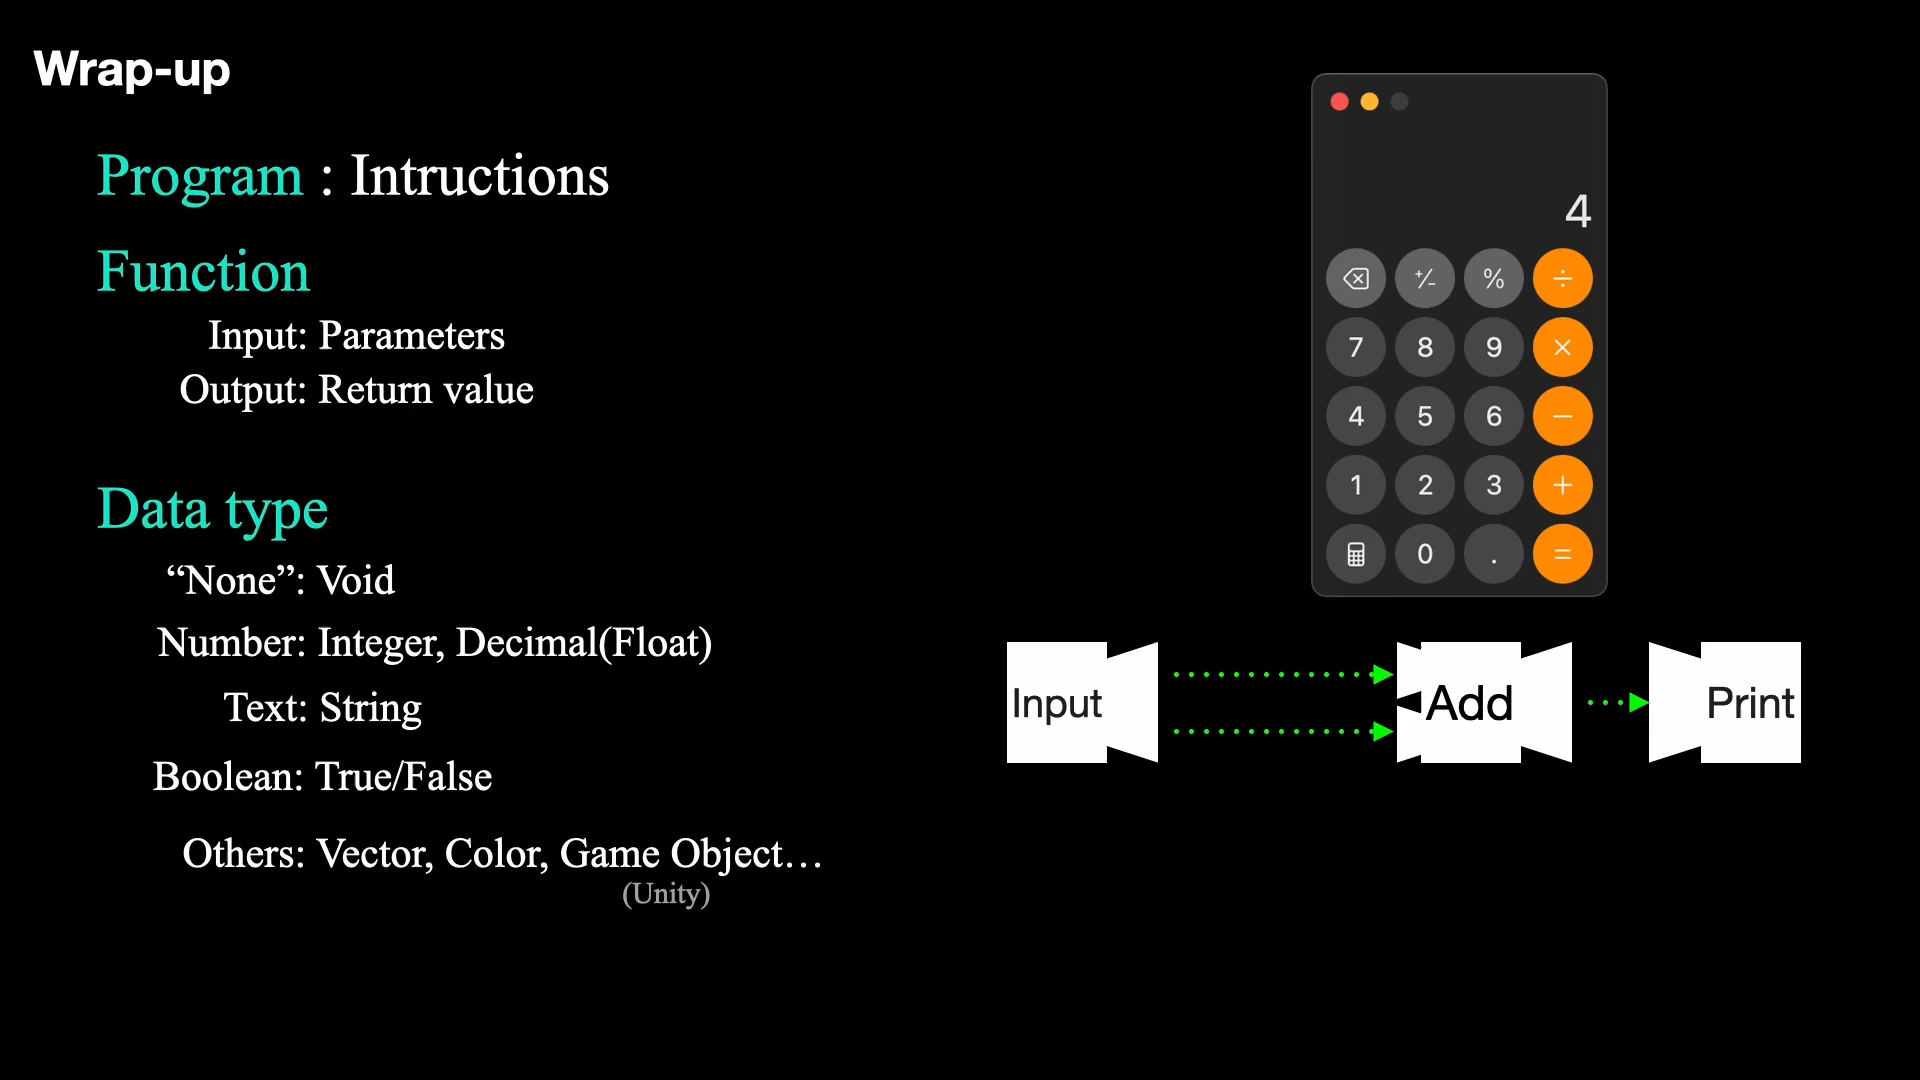 Wrap-up
Program : Intructions
Function
Input: Parameters
Output: Return value
Data type
“None”: Void
Number: Integer, Decimal(Float)
Text: String
Boolean: True/False
Others: Vector, Color, Game Object…
(Unity)
4
⁺∕₋ % ÷
7 8 9 ×
4 5 6 −
1 2 3 +
0 . =
Input Add Print